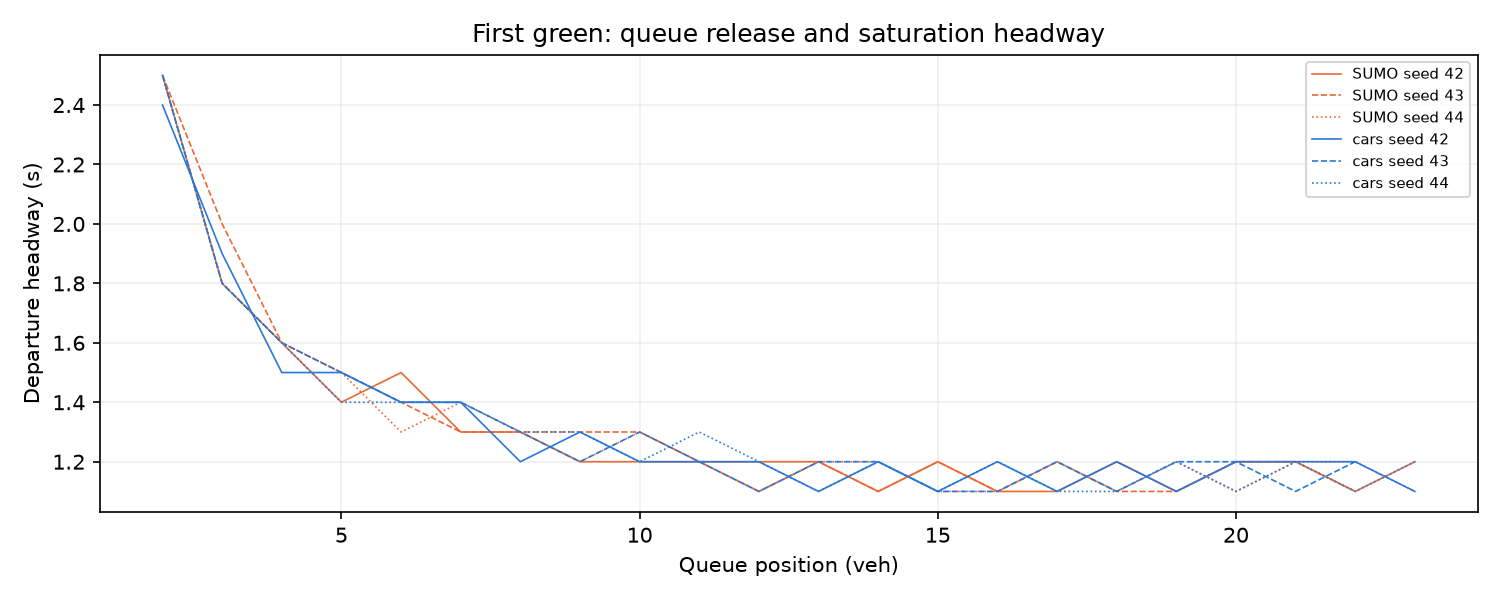 First green: queue release and saturation headway
Departure headway (s)
2.4
2.2
2.0
1.8
1.6
1.4
1.2
SUMO seed 42
SUMO seed 43
SUMO seed 44
cars seed 42
cars seed 43
cars seed 44
5
10
15
20
Queue position (veh)